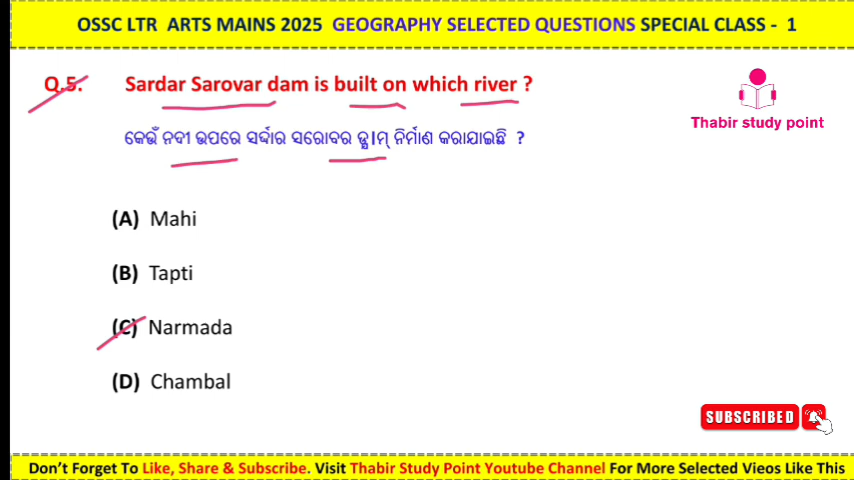 OSSC LTR ARTS MAINS 2025 GEOGRAPHY SELECTED QUESTIONS SPECIAL CLASS - 1
Q.5. Sardar Sarovar dam is built on which river ?
Thabir study point
କେଉଁ ନଦୀ ଉପରେ ସର୍ଦ୍ଦାର ସରୋବର ଡ୍ଯାମ୍ ନିର୍ମାଣ କରାଯାଇଛି ?
(A) Mahi
(B) Tapti
(C) Narmada
(D) Chambal
SUBSCRIBED
Don't Forget To Like, Share & Subscribe. Visit Thabir Study Point Youtube Channel For More Selected Vieos Like This